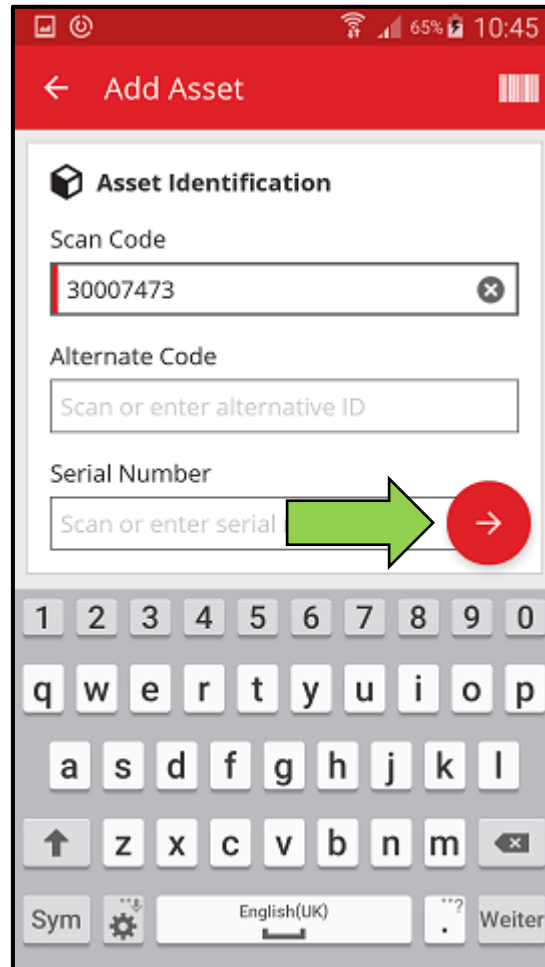 65% 10:45
Add Asset
Asset Identification
Scan Code
30007473
Alternate Code
Scan or enter alternative ID
Serial Number
Scan or enter serial
1 2 3 4 5 6 7 8 9 0
q w e r t y u i o p
a s d f g h j k l
z x c v b n m
Sym English(UK) . ? Weiter